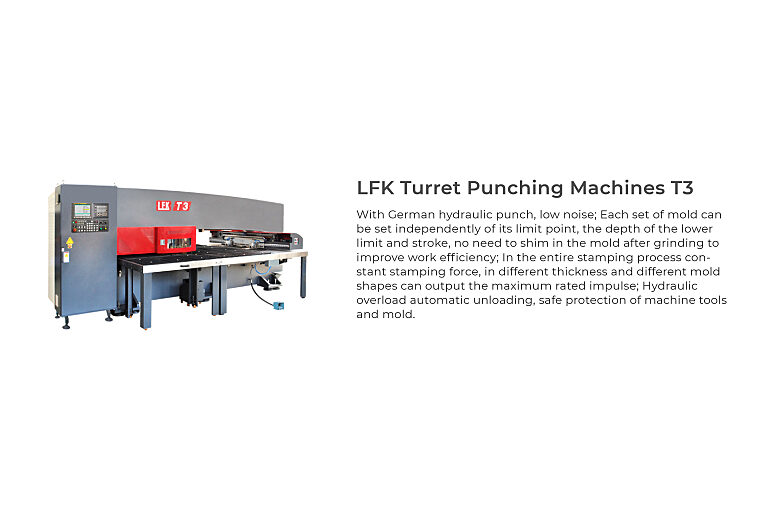 LFK T3
LFK Turret Punching Machines T3
With German hydraulic punch, low noise; Each set of mold can
be set independently of its limit point, the depth of the lower
limit and stroke, no need to shim in the mold after grinding to
improve work efficiency; In the entire stamping process con-
stant stamping force, in different thickness and different mold
shapes can output the maximum rated impulse; Hydraulic
overload automatic unloading, safe protection of machine tools
and mold.